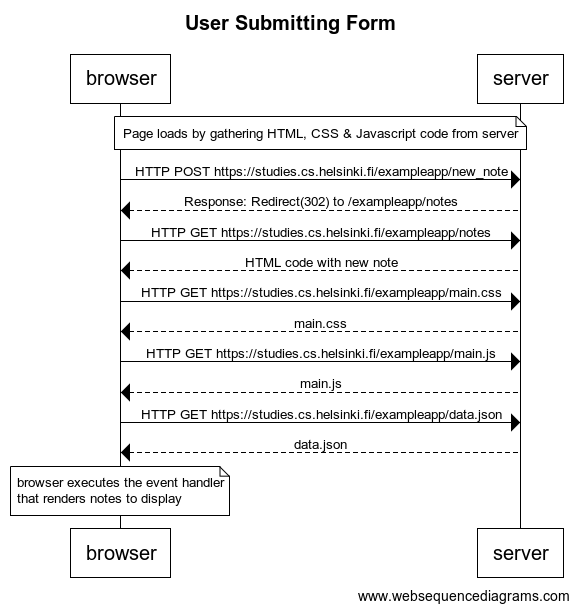 User Submitting Form
browser
server
Page loads by gathering HTML, CSS & Javascript code from server
HTTP POST https://studies.cs.helsinki.fi/exampleapp/new_note
Response: Redirect(302) to /exampleapp/notes
HTTP GET https://studies.cs.helsinki.fi/exampleapp/notes
HTML code with new note
HTTP GET https://studies.cs.helsinki.fi/exampleapp/main.css
main.css
HTTP GET https://studies.cs.helsinki.fi/exampleapp/main.js
main.js
HTTP GET https://studies.cs.helsinki.fi/exampleapp/data.json
data.json
browser executes the event handler
that renders notes to display
browser
server
www.websequencediagrams.com